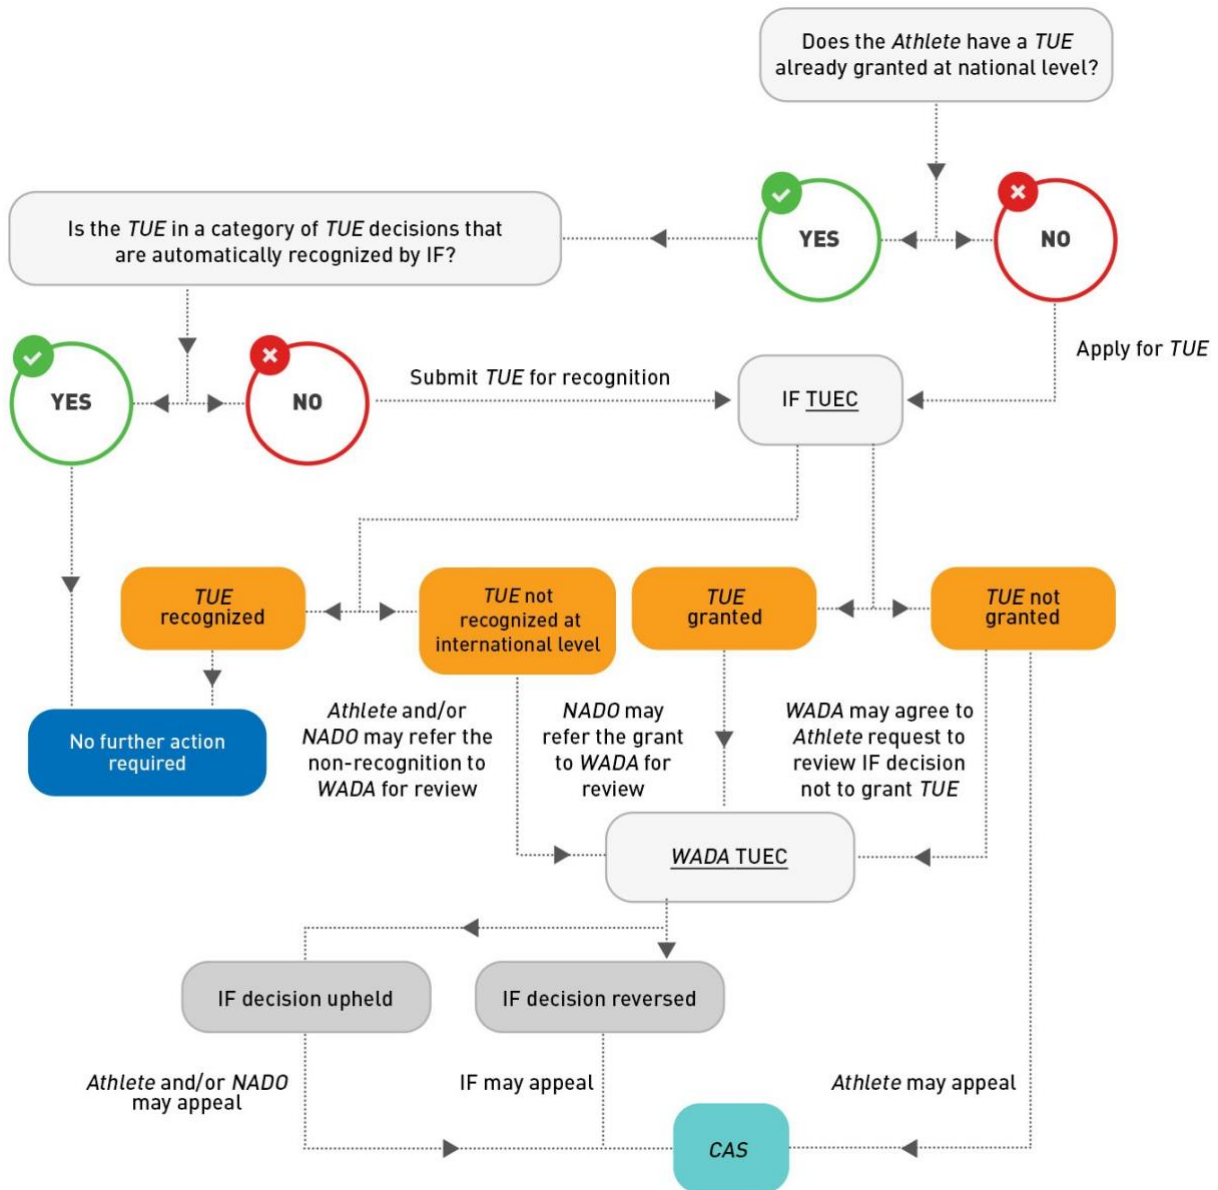 Does the Athlete have a TUE
already granted at national level?
Is the TUE in a category of TUE decisions that
are automatically recognized by IF?
YES
NO
YES
NO
Submit TUE for recognition
IF TUEC
Apply for TUE
TUE
recognized
TUE not
recognized at
international level
TUE
granted
TUE not
granted
No further action
required
Athlete and/or
NADO may refer the
non-recognition to
WADA for review
NADO may
refer the grant
to WADA for
review
WADA may agree to
Athlete request to
review IF decision
not to grant TUE
WADA TUEC
IF decision upheld
IF decision reversed
Athlete and/or NADO
may appeal
IF may appeal
Athlete may appeal
CAS